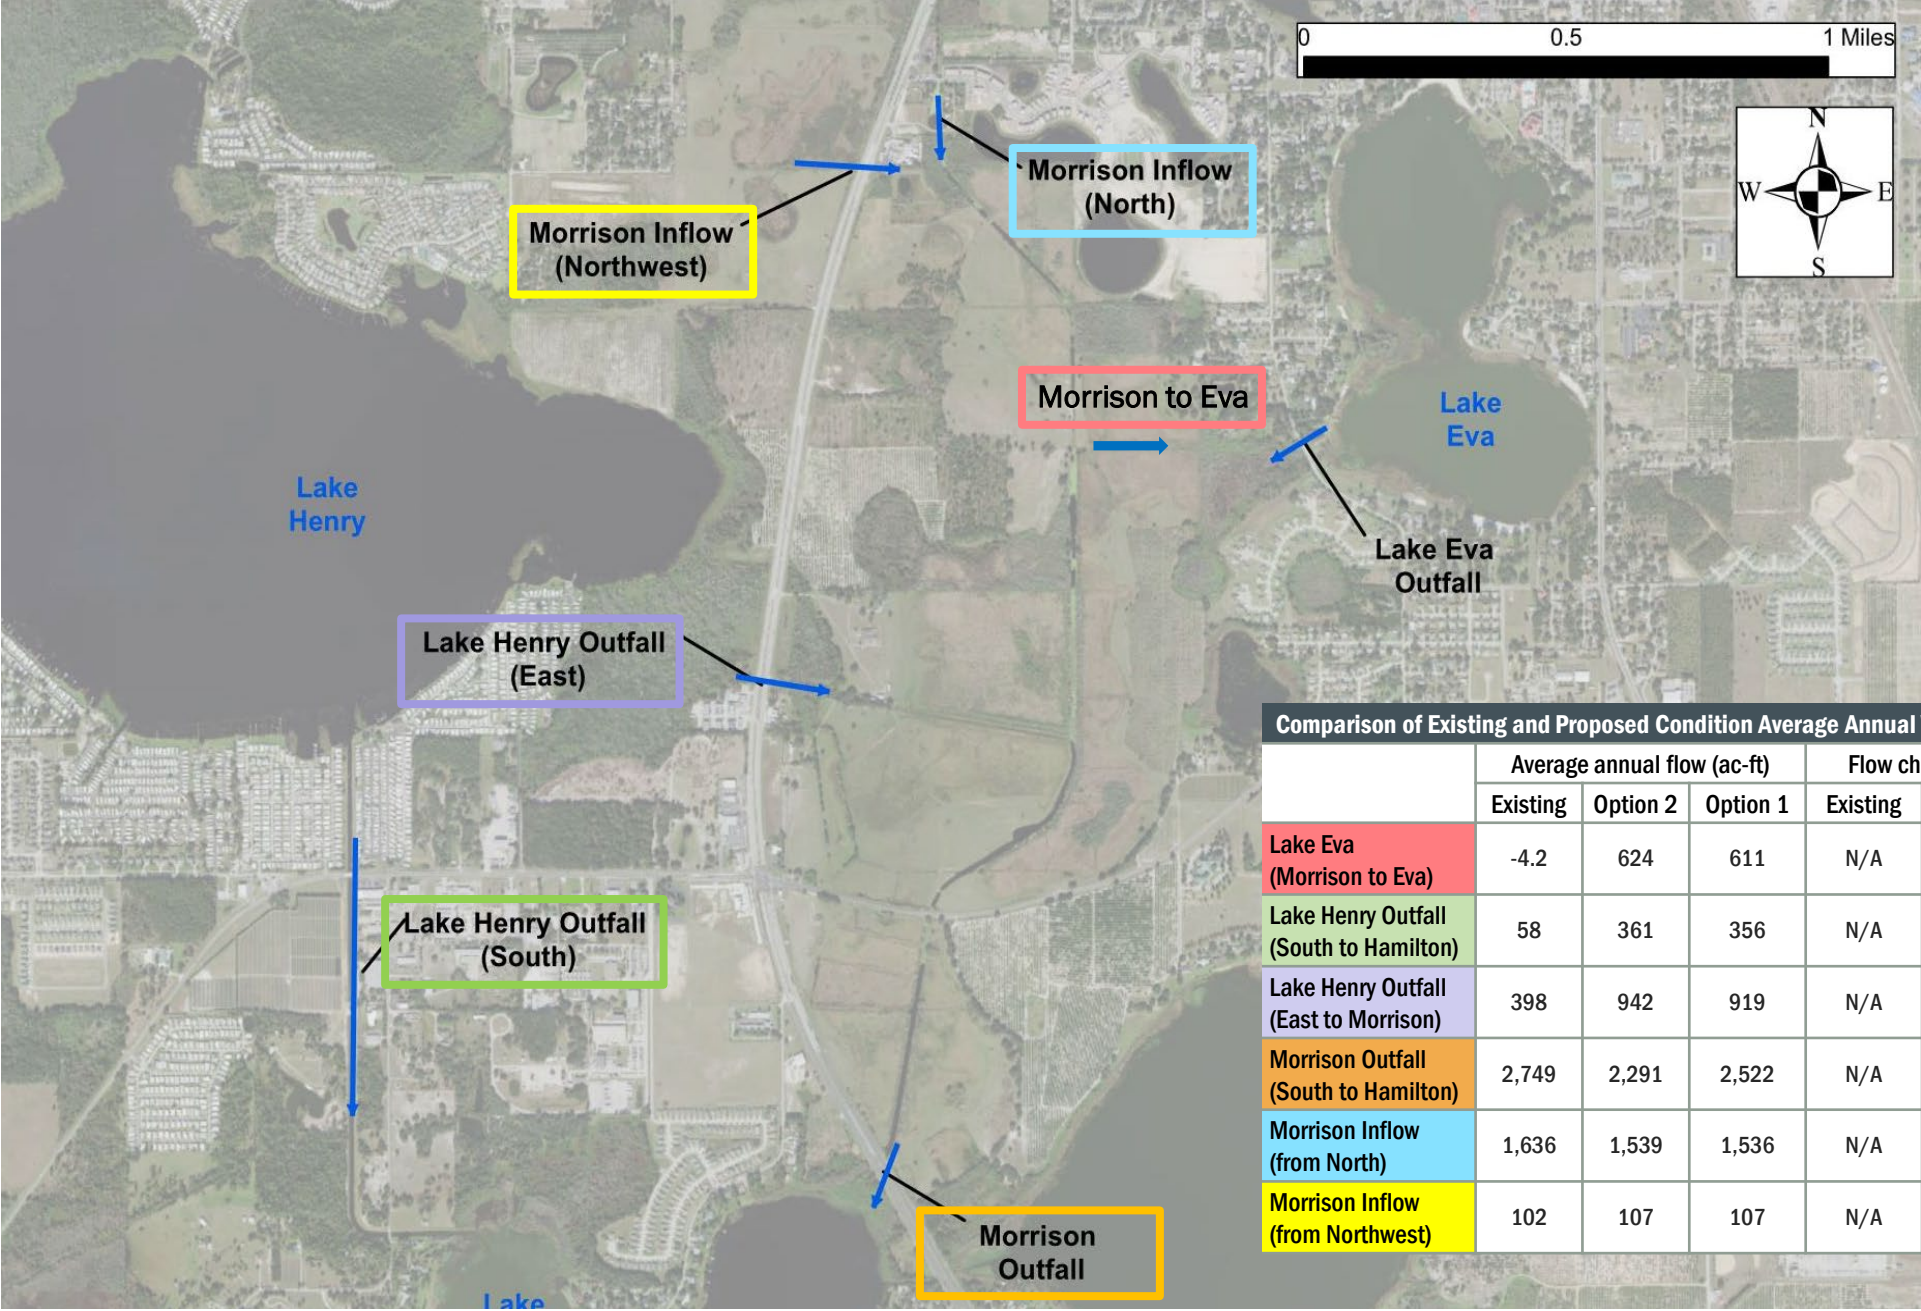 0 0.5 1 Miles
N
W E
S
Morrison Inflow
(North)
Morrison Inflow
(Northwest)
Morrison to Eva
Lake
Eva
Lake
Henry
Lake Eva
Outfall
Lake Henry Outfall
(East)
Lake Henry Outfall
(South)
Morrison
Outfall
Lake
Comparison of Existing and Proposed Condition Average Annual
Average annual flow (ac-ft) Flow ch
Existing Option 2 Option 1 Existing
Lake Eva
(Morrison to Eva) -4.2 624 611 N/A
Lake Henry Outfall
(South to Hamilton) 58 361 356 N/A
Lake Henry Outfall
(East to Morrison) 398 942 919 N/A
Morrison Outfall
(South to Hamilton) 2,749 2,291 2,522 N/A
Morrison Inflow
(from North) 1,636 1,539 1,536 N/A
Morrison Inflow
(from Northwest) 102 107 107 N/A